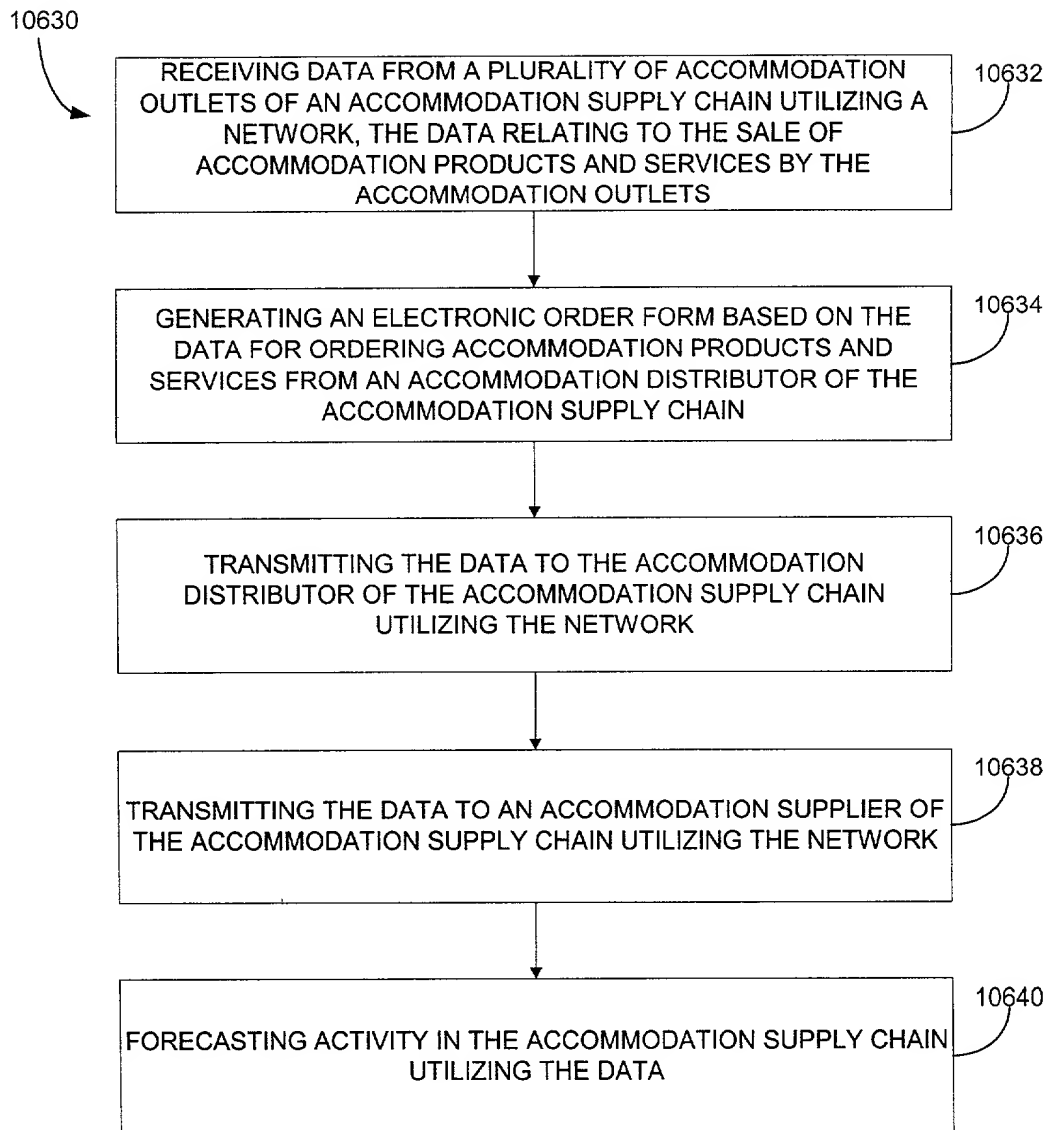 10630
RECEIVING DATA FROM A PLURALITY OF ACCOMMODATION
OUTLETS OF AN ACCOMMODATION SUPPLY CHAIN UTILIZING A
NETWORK, THE DATA RELATING TO THE SALE OF
ACCOMMODATION PRODUCTS AND SERVICES BY THE
ACCOMMODATION OUTLETS
10632
GENERATING AN ELECTRONIC ORDER FORM BASED ON THE
DATA FOR ORDERING ACCOMMODATION PRODUCTS AND
SERVICES FROM AN ACCOMMODATION DISTRIBUTOR OF THE
ACCOMMODATION SUPPLY CHAIN
10634
TRANSMITTING THE DATA TO THE ACCOMMODATION
DISTRIBUTOR OF THE ACCOMMODATION SUPPLY CHAIN
UTILIZING THE NETWORK
10636
TRANSMITTING THE DATA TO AN ACCOMMODATION SUPPLIER OF
THE ACCOMMODATION SUPPLY CHAIN UTILIZING THE NETWORK
10638
FORECASTING ACTIVITY IN THE ACCOMMODATION SUPPLY CHAIN
UTILIZING THE DATA
10640